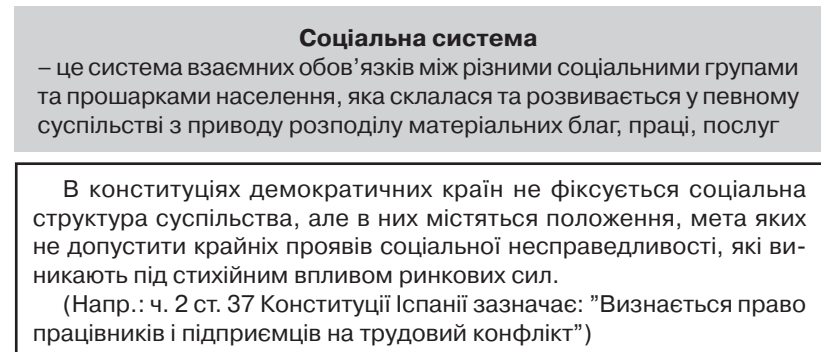 Соціальна система
– це система взаємних обов’язків між різними соціальними групами
та прошарками населення, яка склалася та розвивається у певному
суспільстві з приводу розподілу матеріальних благ, праці, послуг
В конституціях демократичних країн не фіксується соціальна
структура суспільства, але в них містяться положення, мета яких
не допустити крайніх проявів соціальної несправедливості, які ви-
никають під стихійним впливом ринкових сил.
(Напр.: ч. 2 ст. 37 Конституції Іспанії зазначає: ”Визнається право
працівників і підприємців на трудовий конфлікт”)